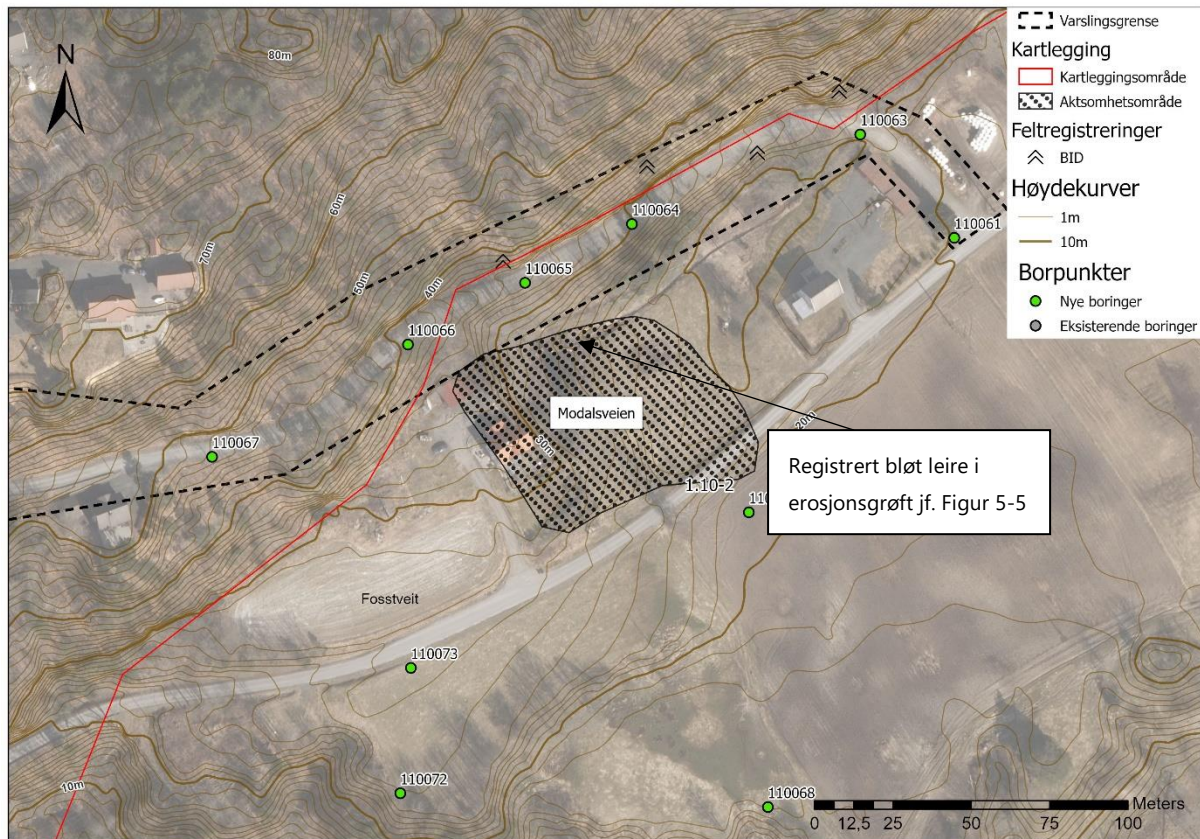 N
80m
70m
60m
50m
40m
110067
110066
110065
110064
110063
110061
Modalsveien
30m
20m
1.10-2
Registrert bløt leire i
erosjonsgrøft jf. Figur 5-5
Fosstveit
110073
110072
110068
10m
Varslingsgrense
Kartlegging
Kartleggingsområde
Aktsomhetsområde
Feltregistreringer
BID
Høydekurver
1m
10m
Borpunkter
Nye boringer
Eksisterende boringer
Meters
0 12,5 25 50 75 100